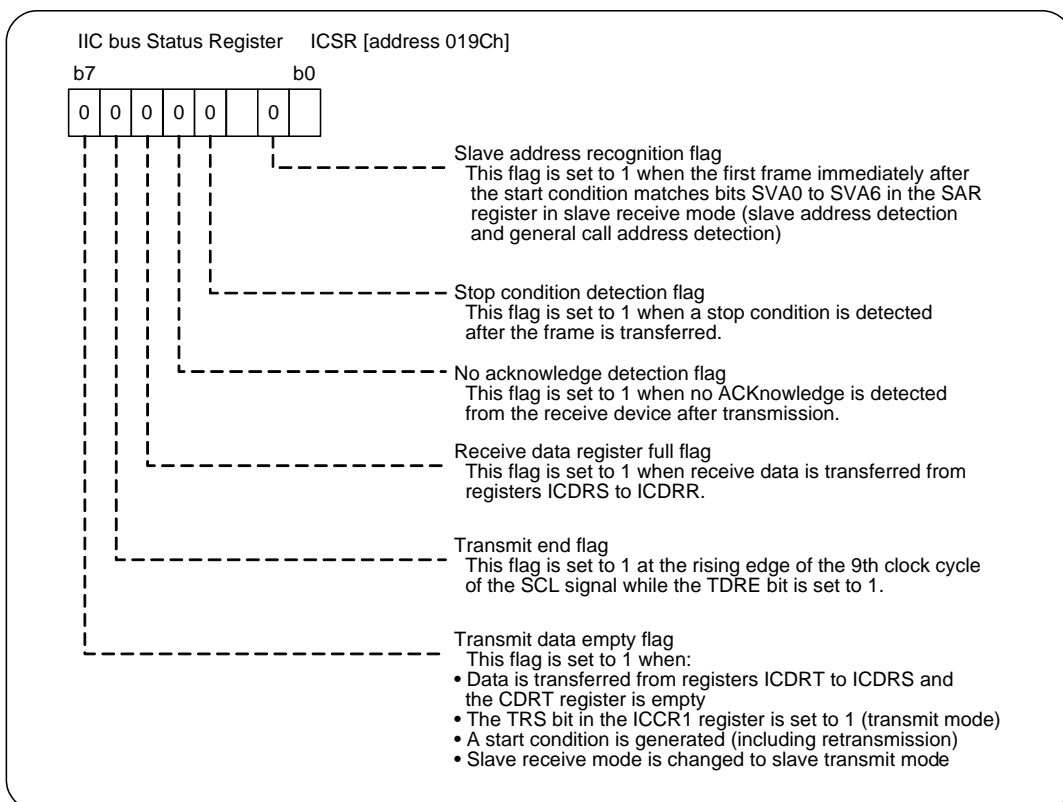 IIC bus Status Register ICSR [address 019Ch]
b7 b0
0 0 0 0 0 0
Slave address recognition flag
This flag is set to 1 when the first frame immediately after
the start condition matches bits SVA0 to SVA6 in the SAR
register in slave receive mode (slave address detection
and general call address detection)
Stop condition detection flag
This flag is set to 1 when a stop condition is detected
after the frame is transferred.
No acknowledge detection flag
This flag is set to 1 when no ACKnowledge is detected
from the receive device after transmission.
Receive data register full flag
This flag is set to 1 when receive data is transferred from
registers ICDRS to ICDRR.
Transmit end flag
This flag is set to 1 at the rising edge of the 9th clock cycle
of the SCL signal while the TDRE bit is set to 1.
Transmit data empty flag
This flag is set to 1 when:
• Data is transferred from registers ICDRT to ICDRS and
the CDRT register is empty
• The TRS bit in the ICCR1 register is set to 1 (transmit mode)
• A start condition is generated (including retransmission)
• Slave receive mode is changed to slave transmit mode